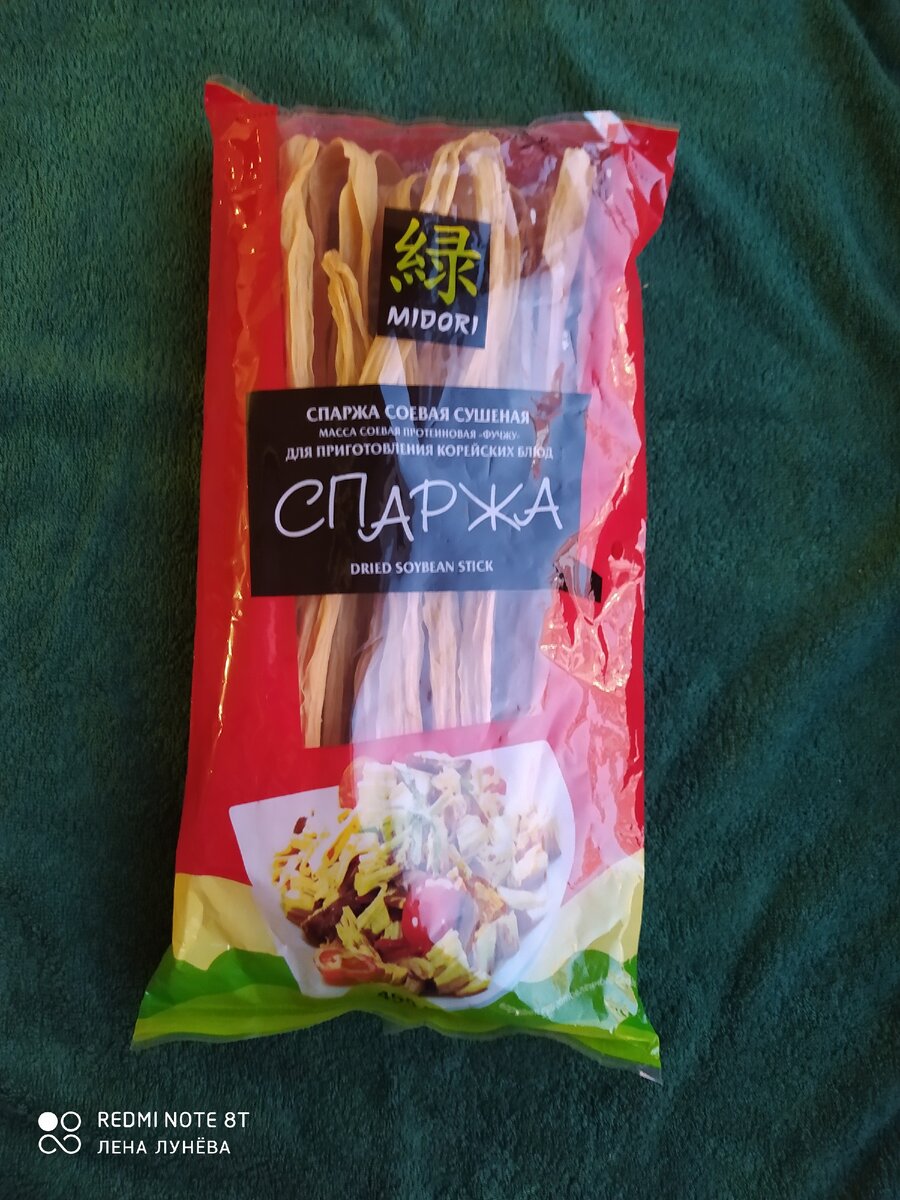 緑
MIDORI
СПАРЖА СОЕВАЯ СУШЕНАЯ
МАССА СОЕВАЯ ПРОТЕИНОВАЯ «ФУЧЖУ»
ДЛЯ ПРИГОТОВЛЕНИЯ КОРЕЙСКИХ БЛЮД
СПАРЖА
DRIED SOYBEAN STICK
REDMI NOTE 8T
ЛЕНА ЛУНЁВА